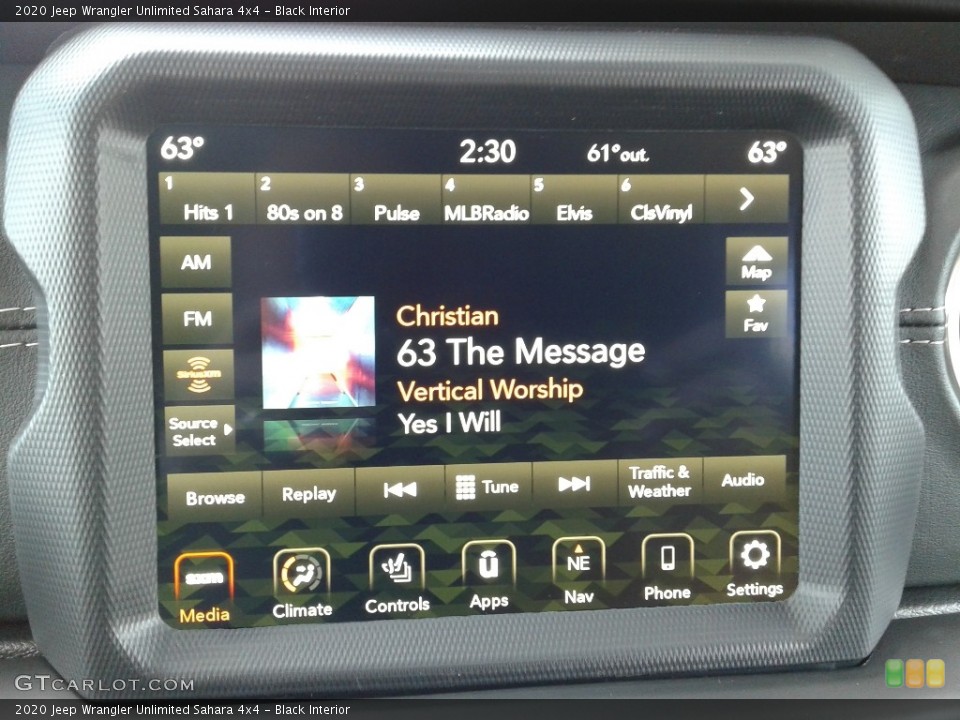 2020 Jeep Wrangler Unlimited Sahara 4x4 - Black Interior
63° 2:30 61°out. 63°
1 2 3 4 5 6
Hits 1 80s on 8 Pulse MLBRadio Elvis ClsVinyl
AM
Map
FM
Fav
Christian
63 The Message
Vertical Worship
Yes I Will
SiriusXM
Source
Select
Browse Replay Tune Traffic &
Weather Audio
sxm NE
Media Climate Controls Apps Nav Phone Settings
GTCARLOT.COM
2020 Jeep Wrangler Unlimited Sahara 4x4 - Black Interior